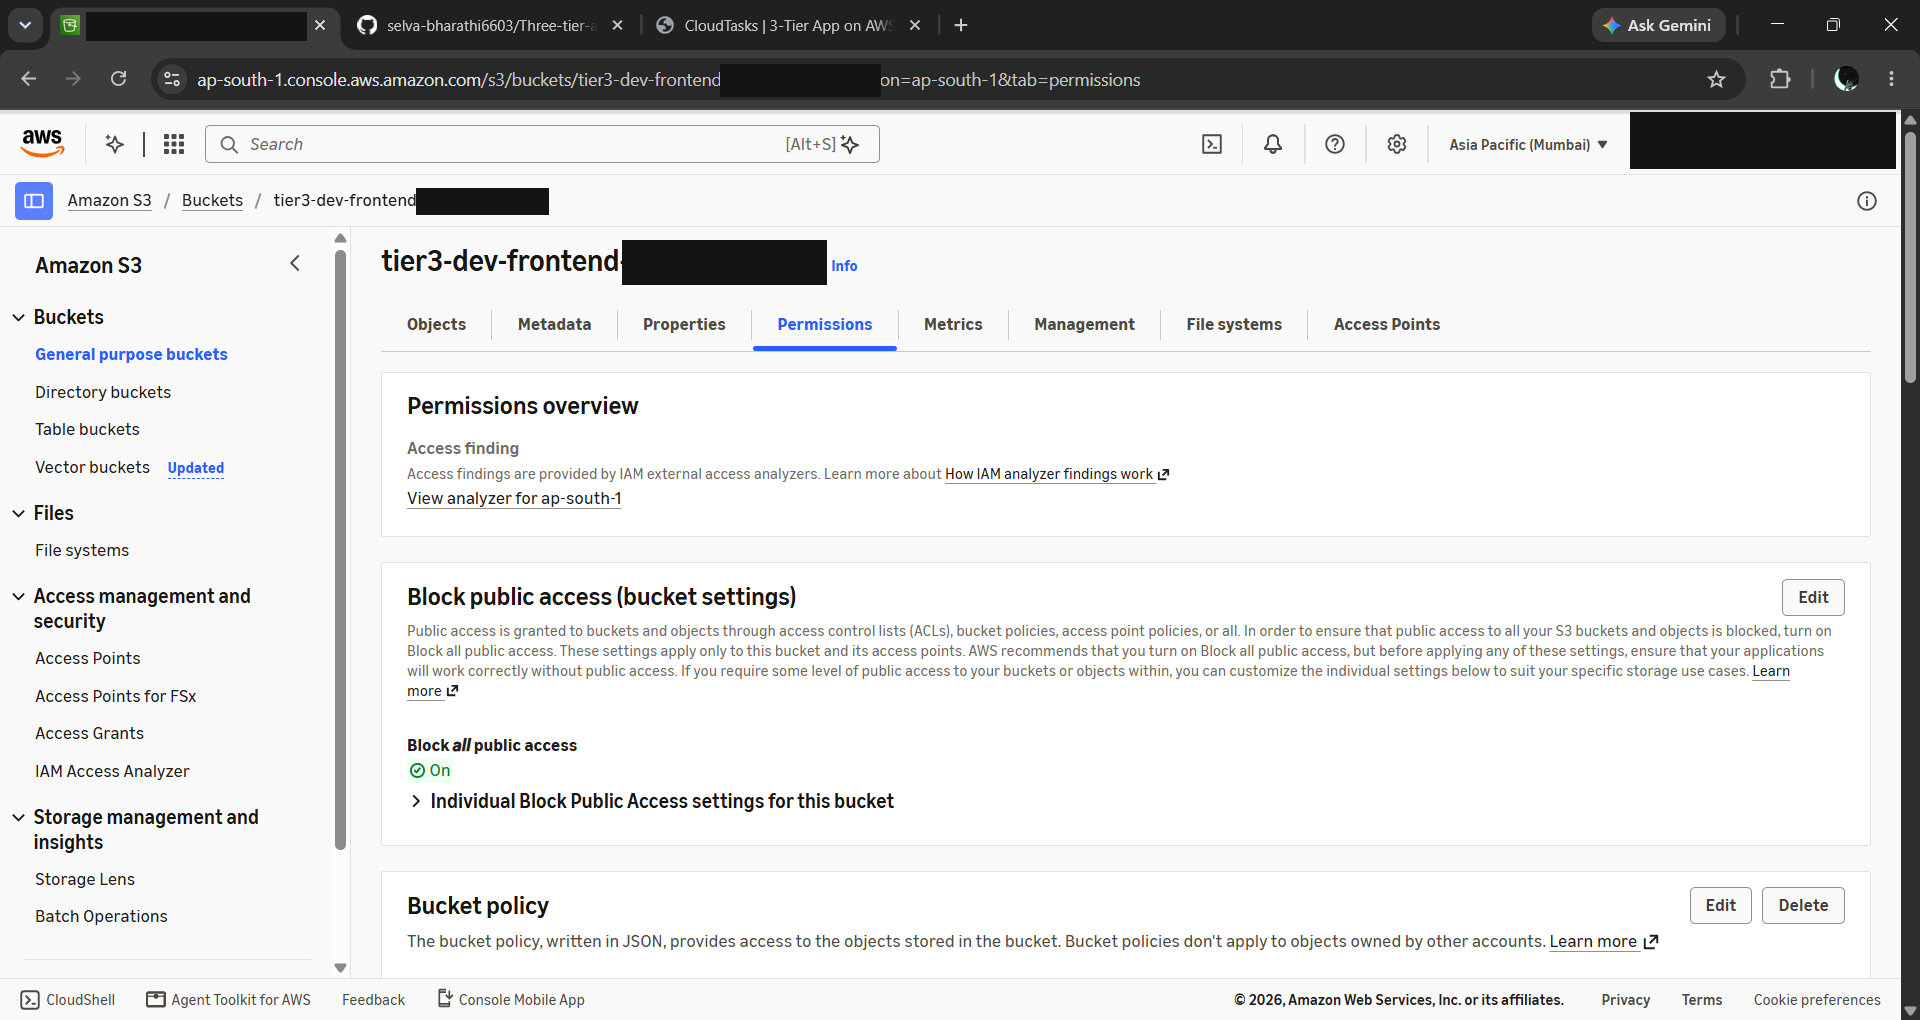 selva-bharathi6603/Three-tier-a
CloudTasks | 3-Tier App on AWS
Ask Gemini
ap-south-1.console.aws.amazon.com/s3/buckets/tier3-dev-frontend
on=ap-south-1&tab=permissions
aws
Search
[Alt+S]
Asia Pacific (Mumbai)
Amazon S3 / Buckets / tier3-dev-frontend
Amazon S3
Buckets
General purpose buckets
Directory buckets
Table buckets
Vector buckets Updated
Files
File systems
Access management and
security
Access Points
Access Points for FSx
Access Grants
IAM Access Analyzer
Storage management and
insights
Storage Lens
Batch Operations
tier3-dev-frontend- Info
Objects
Metadata
Properties
Permissions
Metrics
Management
File systems
Access Points
Permissions overview
Access finding
Access findings are provided by IAM external access analyzers. Learn more about How IAM analyzer findings work
View analyzer for ap-south-1
Block public access (bucket settings)
Edit
Public access is granted to buckets and objects through access control lists (ACLs), bucket policies, access point policies, or all. In order to ensure that public access to all your S3 buckets and objects is blocked, turn on
Block all public access. These settings apply only to this bucket and its access points. AWS recommends that you turn on Block all public access, but before applying any of these settings, ensure that your applications
will work correctly without public access. If you require some level of public access to your buckets or objects within, you can customize the individual settings below to suit your specific storage use cases. Learn
more
Block all public access
On
Individual Block Public Access settings for this bucket
Bucket policy
Edit
Delete
The bucket policy, written in JSON, provides access to the objects stored in the bucket. Bucket policies don't apply to objects owned by other accounts. Learn more
CloudShell
Agent Toolkit for AWS
Feedback
Console Mobile App
© 2026, Amazon Web Services, Inc. or its affiliates.
Privacy
Terms
Cookie preferences